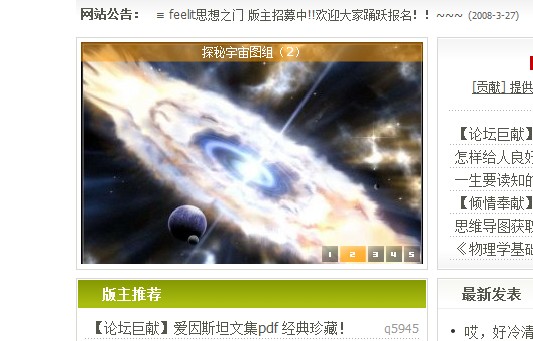 网站公告： ≡ feelit思想之门 版主招募中!!欢迎大家踊跃报名！！~~~ (2008-3-27)
探秘宇宙图组（2）
1 2 3 4 5
[贡献] 提供
【论坛巨献】
怎样给人良好
一生要读知的
【倾情奉献】
思维导图获取
《物理学基础
版主推荐
【论坛巨献】爱因斯坦文集pdf 经典珍藏！ q5945
最新发表
• 哎，好冷清